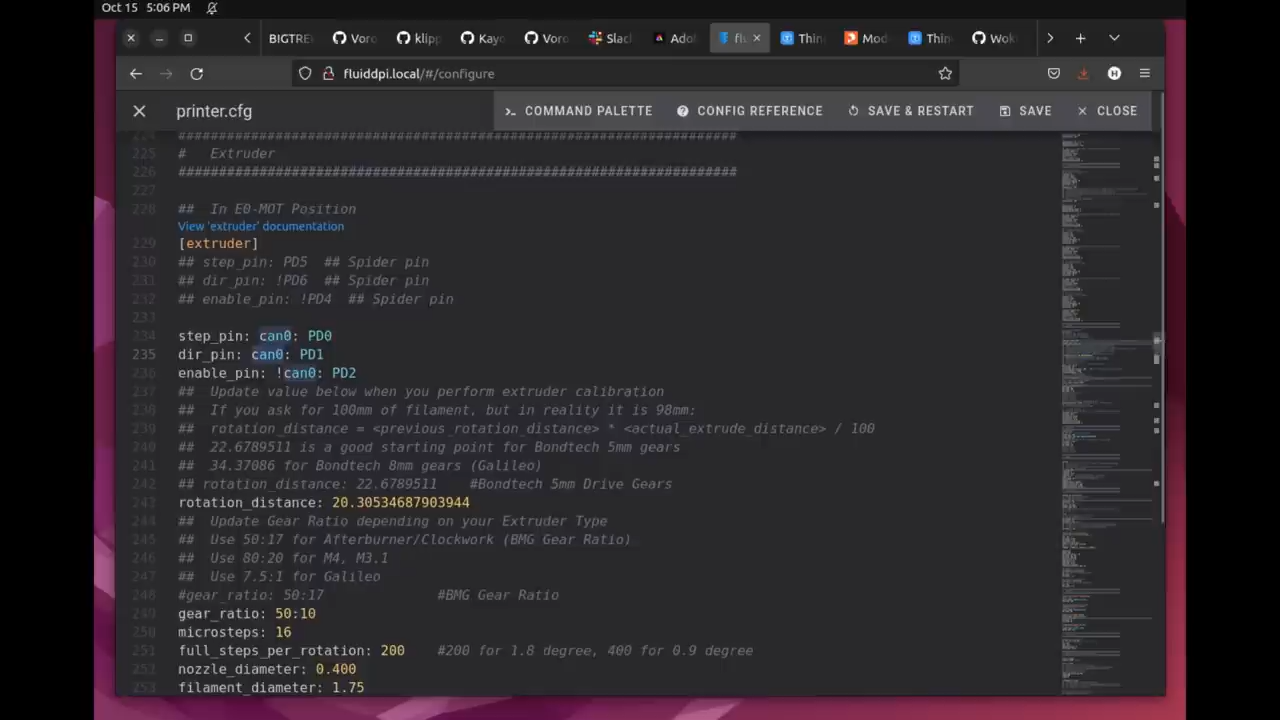 Oct 15 5:06 PM
BIGTRE
Voro
klipp
Kayo
Voro
Slack
Adof
flu
Thin
Mod
Thin
Wok
fluiddpi.local/#/configure
H
printer.cfg
COMMAND PALETTE
CONFIG REFERENCE
SAVE & RESTART
SAVE
CLOSE
224 #####################################################################
225 #   Extruder
226 #####################################################################
227
228 ##  In E0-MOT Position
View 'extruder' documentation
229 [extruder]
230 ## step_pin: PD5  ## Spider pin
231 ## dir_pin: !PD6  ## Spider pin
232 ## enable_pin: !PD4  ## Spider pin
233
234 step_pin: can0: PD0
235 dir_pin: can0: PD1
236 enable_pin: !can0: PD2
237 ##  Update value below when you perform extruder calibration
238 ##  If you ask for 100mm of filament, but in reality it is 98mm:
239 ##  rotation_distance = <previous_rotation_distance> * <actual_extrude_distance> / 100
240 ##  22.6789511 is a good starting point for Bondtech 5mm gears
241 ##  34.37086 for Bondtech 8mm gears (Galileo)
242 ## rotation_distance: 22.6789511    #Bondtech 5mm Drive Gears
243 rotation_distance: 20.30534687903944
244 ##  Update Gear Ratio depending on your Extruder Type
245 ##  Use 50:17 for Afterburner/Clockwork (BMG Gear Ratio)
246 ##  Use 80:20 for M4, M3.1
247 ##  Use 7.5:1 for Galileo
248 #gear_ratio: 50:17              #BMG Gear Ratio
249 gear_ratio: 50:10
250 microsteps: 16
251 full_steps_per_rotation: 200    #200 for 1.8 degree, 400 for 0.9 degree
252 nozzle_diameter: 0.400
253 filament_diameter: 1.75